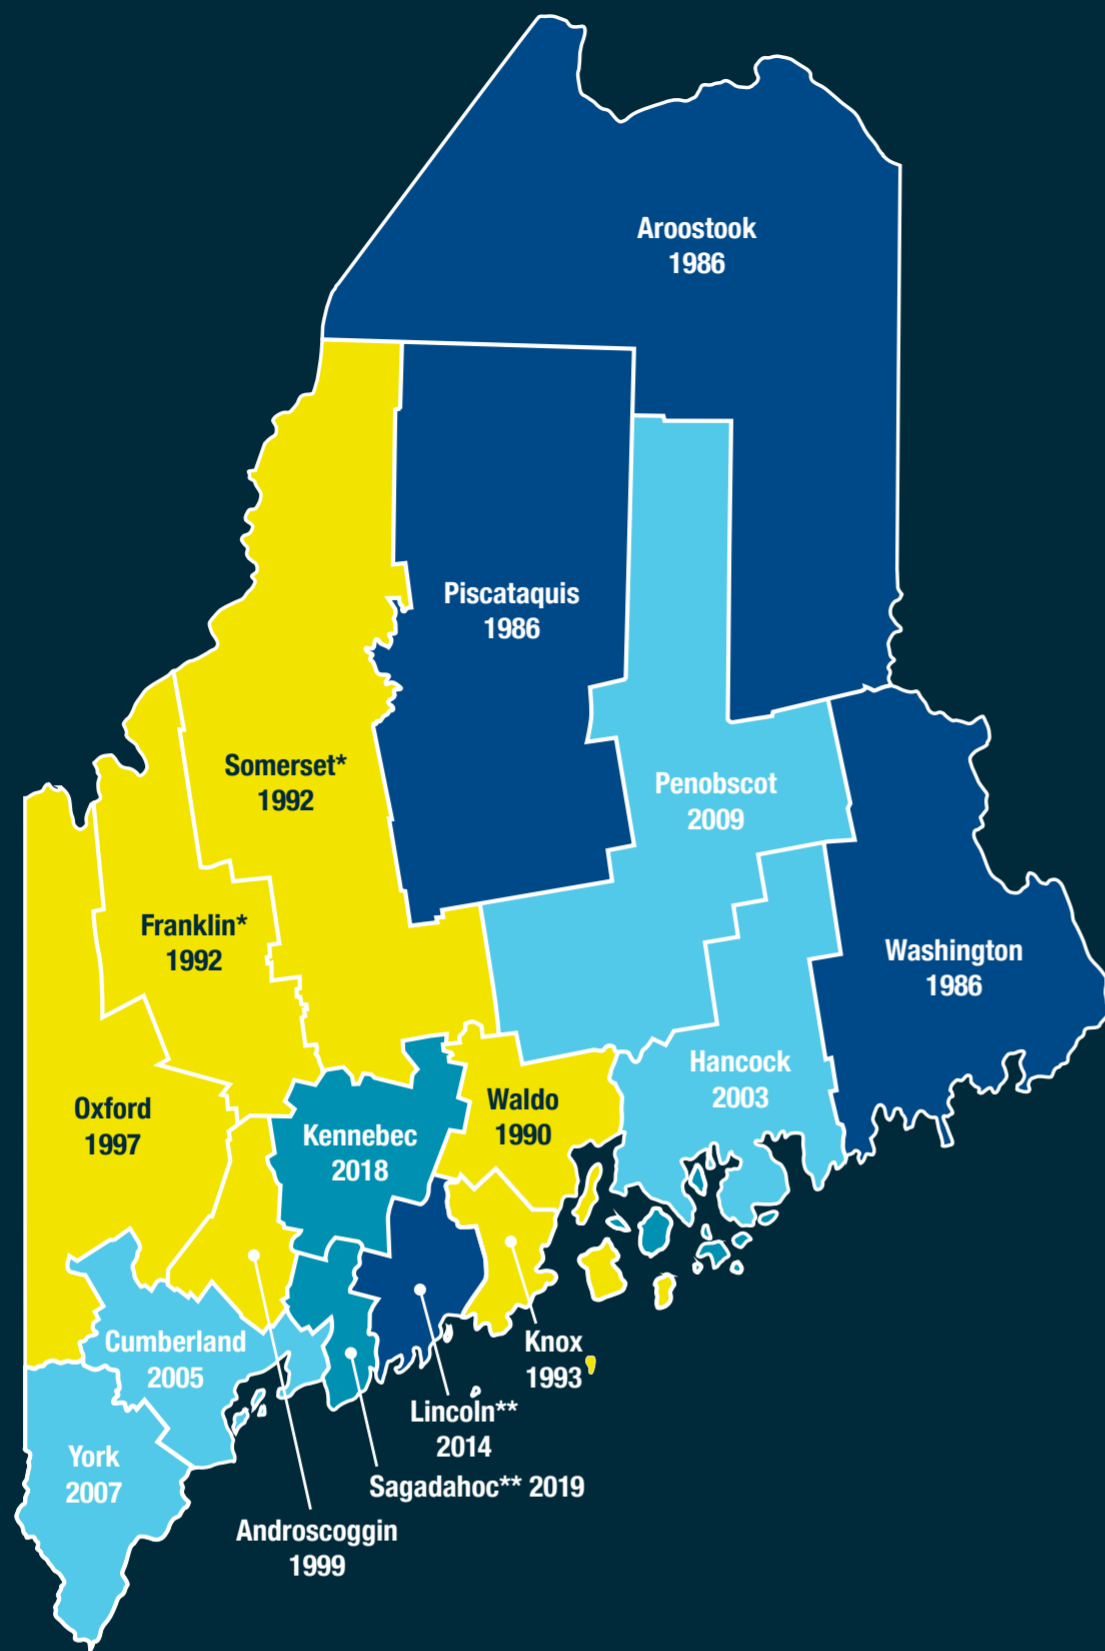 Aroostook
1986
Piscataquis
1986
Somerset*
1992
Penobscot
2009
Franklin*
1992
Washington
1986
Hancock
2003
Oxford
1997
Waldo
1990
Kennebec
2018
Cumberland
2005
Knox
1993
Lincoln**
2014
York
2007
Sagadahoc** 2019
Androscoggin
1999